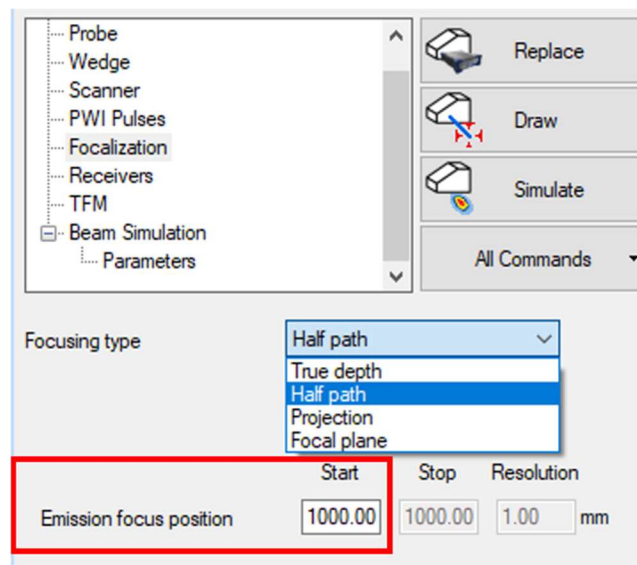 Probe
Wedge
Scanner
PWI Pulses
Focalization
Receivers
TFM
Beam Simulation
Parameters
Replace
Draw
Simulate
All Commands
Focusing type
Half path
True depth
Half path
Projection
Focal plane
Start Stop Resolution
Emission focus position 1000.00 1000.00 1.00 mm